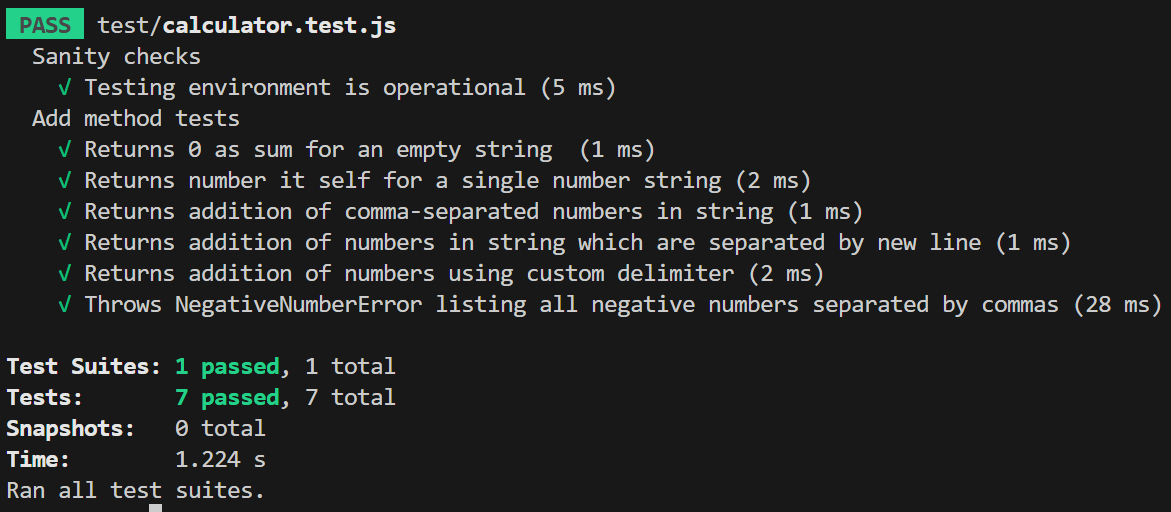 PASS test/calculator.test.js
Sanity checks
√ Testing environment is operational (5 ms)
Add method tests
√ Returns 0 as sum for an empty string  (1 ms)
√ Returns number it self for a single number string (2 ms)
√ Returns addition of comma-separated numbers in string (1 ms)
√ Returns addition of numbers in string which are separated by new line (1 ms)
√ Returns addition of numbers using custom delimiter (2 ms)
√ Throws NegativeNumberError listing all negative numbers separated by commas (28 ms)
Test Suites: 1 passed, 1 total
Tests:       7 passed, 7 total
Snapshots:   0 total
Time:        1.224 s
Ran all test suites.